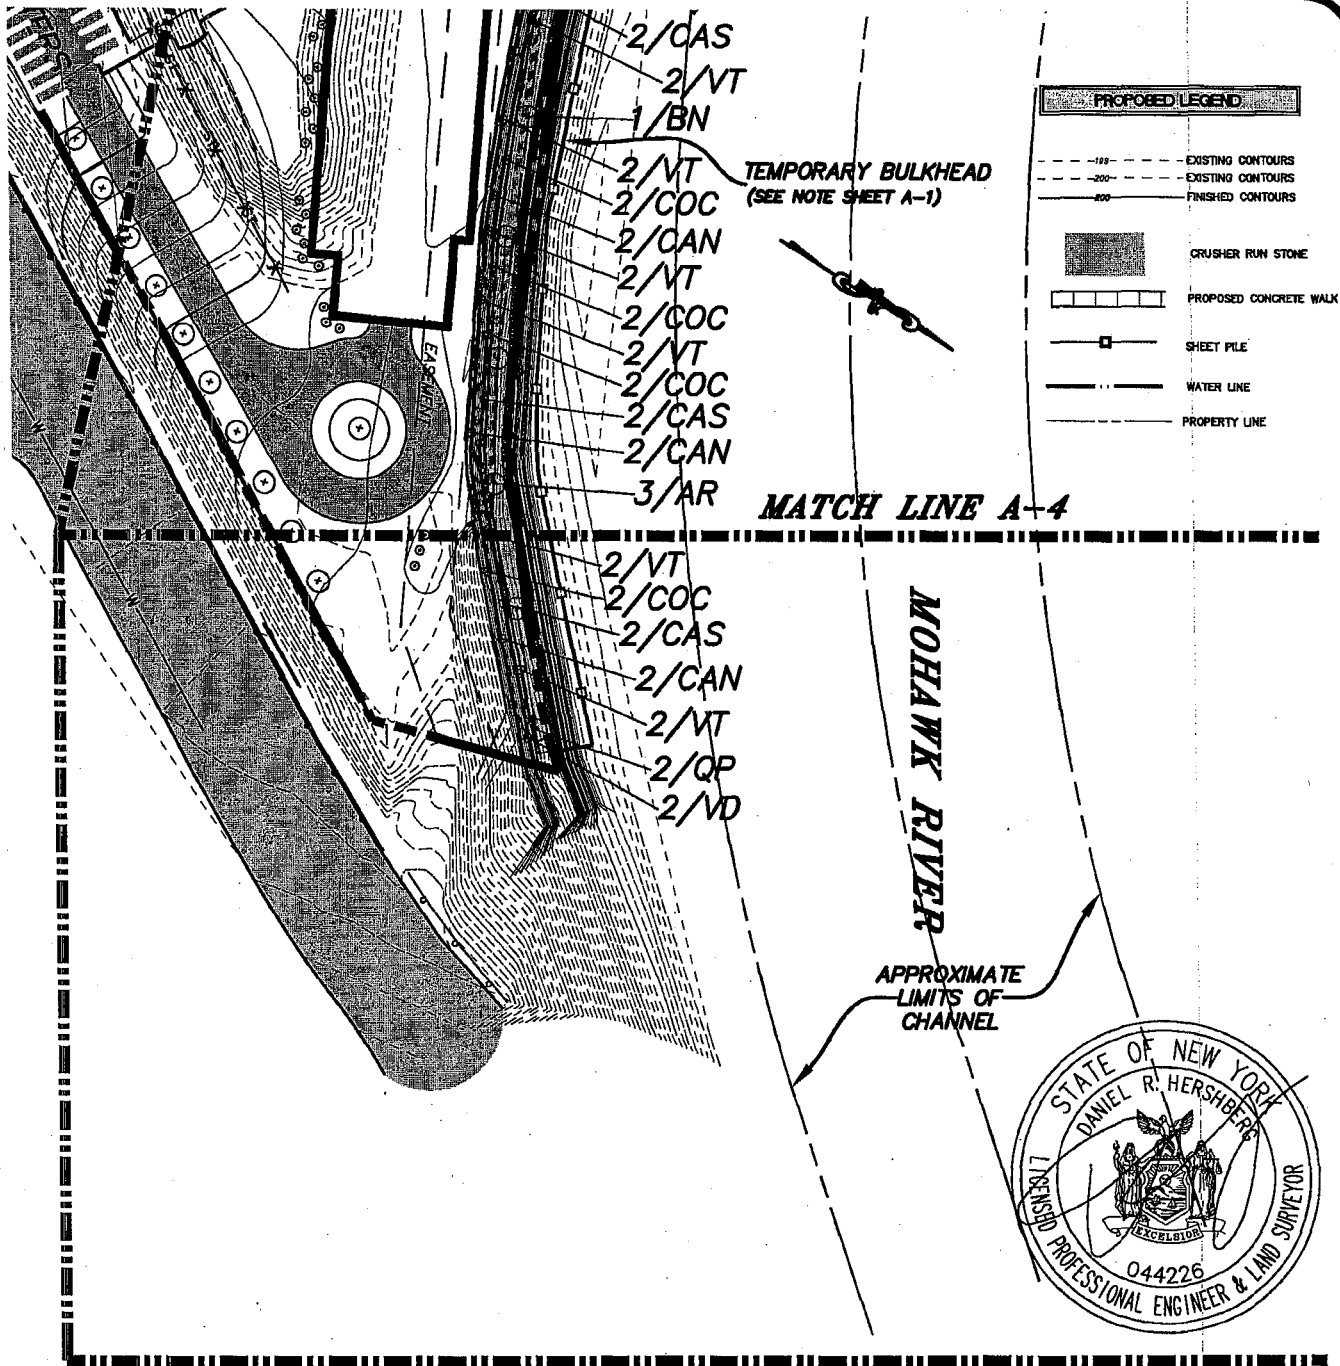 2/CAS
2/VT
1/BN
2/VT
2/COC
2/CAN
2/VT
2/COC
2/VT
2/COC
2/CAS
2/CAN
3/AR
TEMPORARY BULKHEAD
(SEE NOTE SHEET A-1)
EASEMENT
PROPOSED LEGEND
199 EXISTING CONTOURS
200 EXISTING CONTOURS
200 FINISHED CONTOURS
CRUSHER RUN STONE
PROPOSED CONCRETE WALK
SHEET PILE
WATER LINE
PROPERTY LINE
MATCH LINE A-4
2/VT
2/COC
2/CAS
2/CAN
2/VT
2/QP
2/VD
W
W
MOHAWK RIVER
APPROXIMATE
LIMITS OF
CHANNEL
STATE OF NEW YORK
DANIEL R. HERSHBERG
EXCELSIOR
044226
LICENSED PROFESSIONAL ENGINEER & LAND SURVEYOR